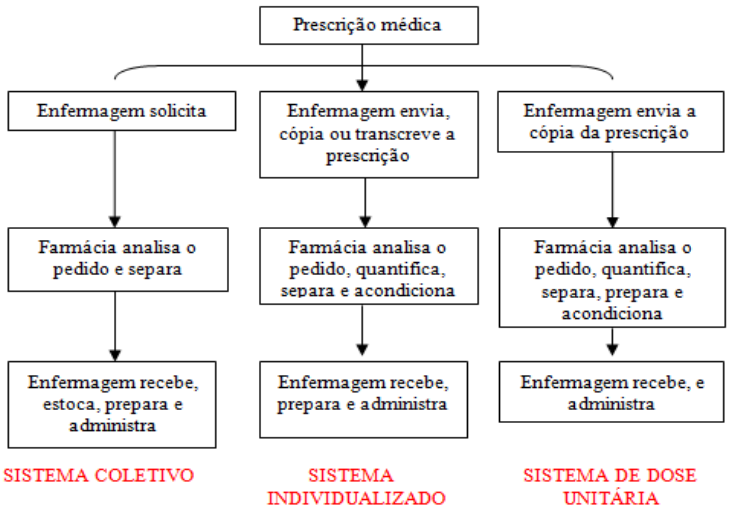 Prescrição médica
Enfermagem solicita
Enfermagem envia,
cópia ou transcreve a
prescrição
Enfermagem envia a
cópia da prescrição
Farmácia analisa o
pedido e separa
Farmácia analisa o
pedido, quantifica,
separa e acondiciona
Farmácia analisa o
pedido, quantifica,
separa, prepara e
acondiciona
Enfermagem recebe,
estoca, prepara e
administra
Enfermagem recebe,
prepara e administra
Enfermagem recebe, e
administra
SISTEMA COLETIVO
SISTEMA
INDIVIDUALIZADO
SISTEMA DE DOSE
UNITÁRIA